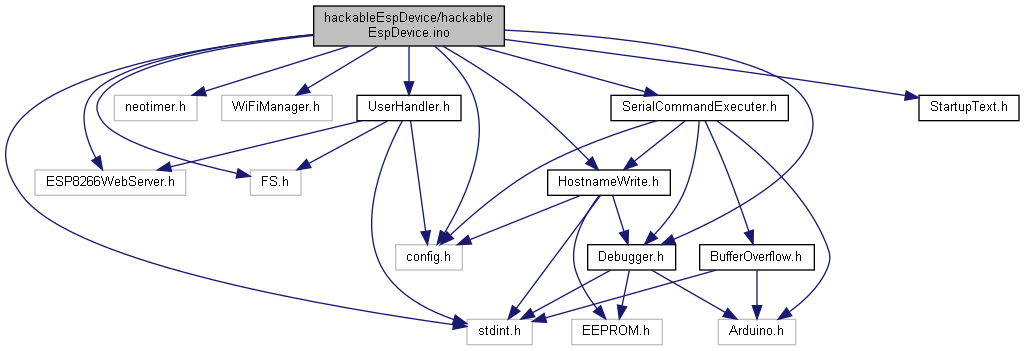 hackableEspDevice/hackable
EspDevice.ino
neotimer.h
WiFiManager.h
UserHandler.h
SerialCommandExecuter.h
StartupText.h
ESP8266WebServer.h
FS.h
HostnameWrite.h
config.h
Debugger.h
BufferOverflow.h
stdint.h
EEPROM.h
Arduino.h